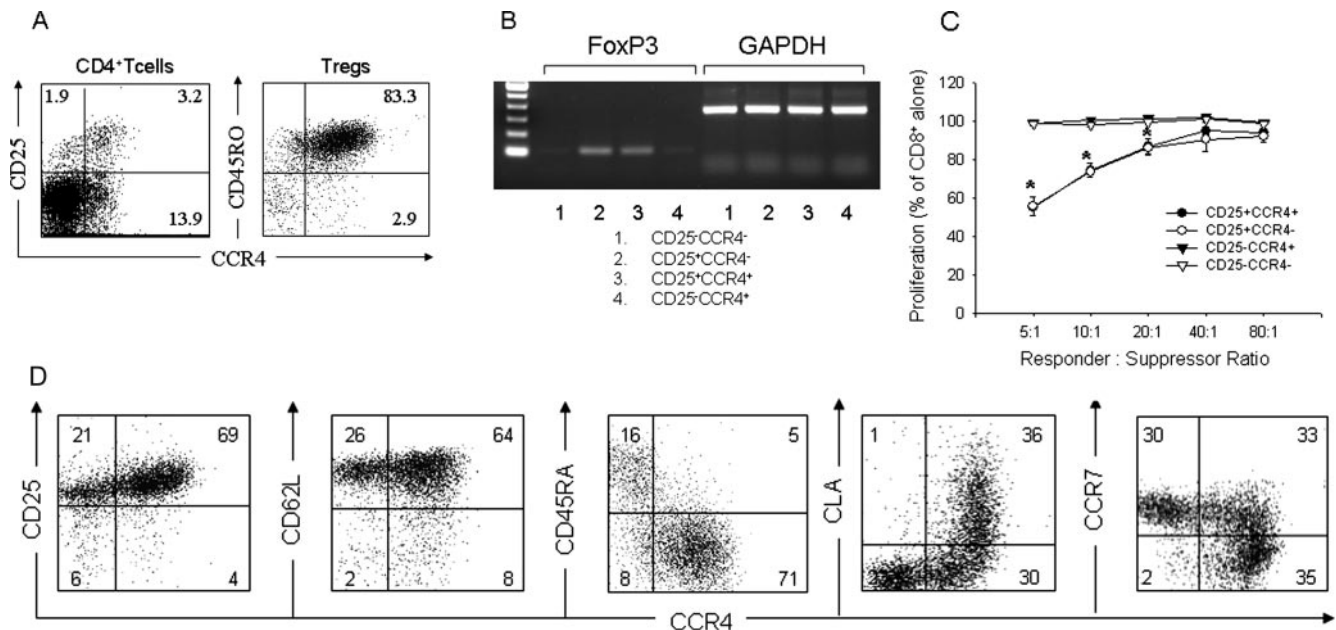 A
CD4⁺Tcells
Tregs
1.9
3.2
13.9
83.3
2.9
CD25
CD45RO
CCR4
B
FoxP3
GAPDH
1 2 3 4 1 2 3 4
1. CD25⁻CCR4⁻
2. CD25⁺CCR4⁻
3. CD25⁺CCR4⁺
4. CD25⁻CCR4⁺
C
Proliferation (% of CD8⁺ alone)
120
100
80
60
40
20
0
*
*
*
CD25+CCR4+
CD25+CCR4-
CD25-CCR4+
CD25-CCR4-
5:1 10:1 20:1 40:1 80:1
Responder : Suppressor Ratio
D
CD25
21 69
6 4
CD62L
26 64
2 8
CD45RA
16 5
8 71
CLA
1 36
30
CCR7
30 33
2 35
CCR4